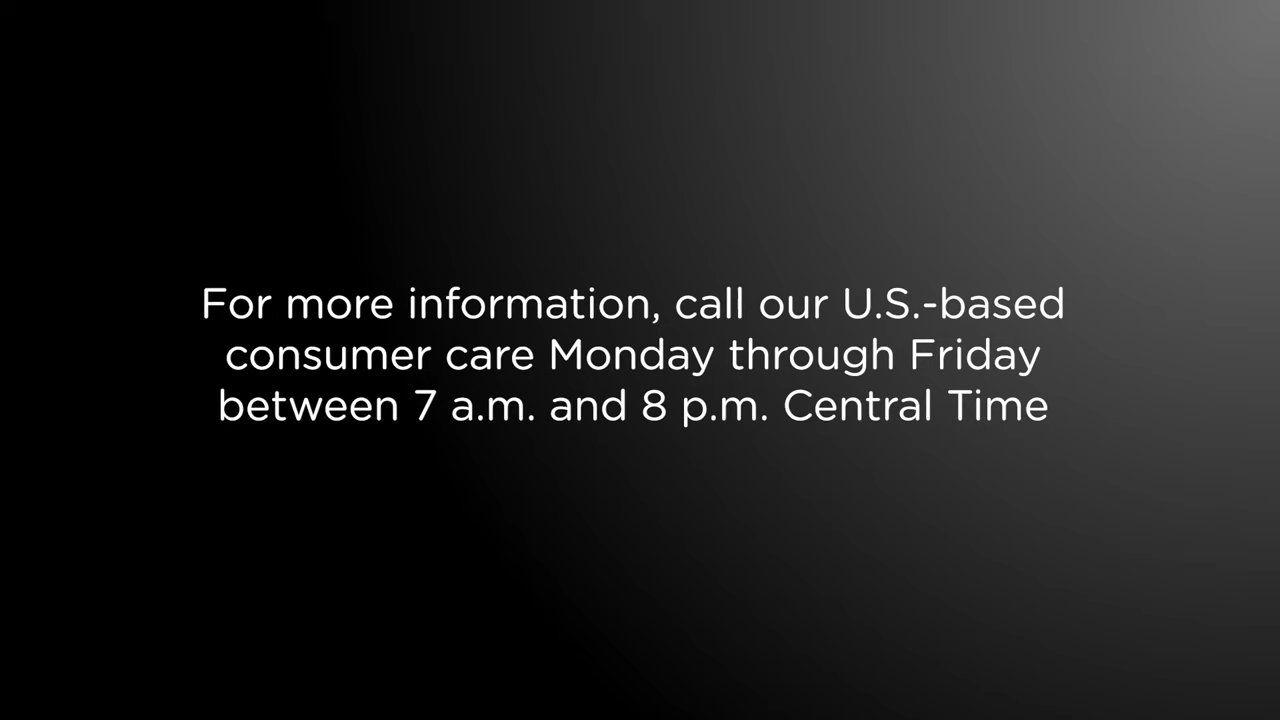 For more information, call our U.S.-based
consumer care Monday through Friday
between 7 a.m. and 8 p.m. Central Time